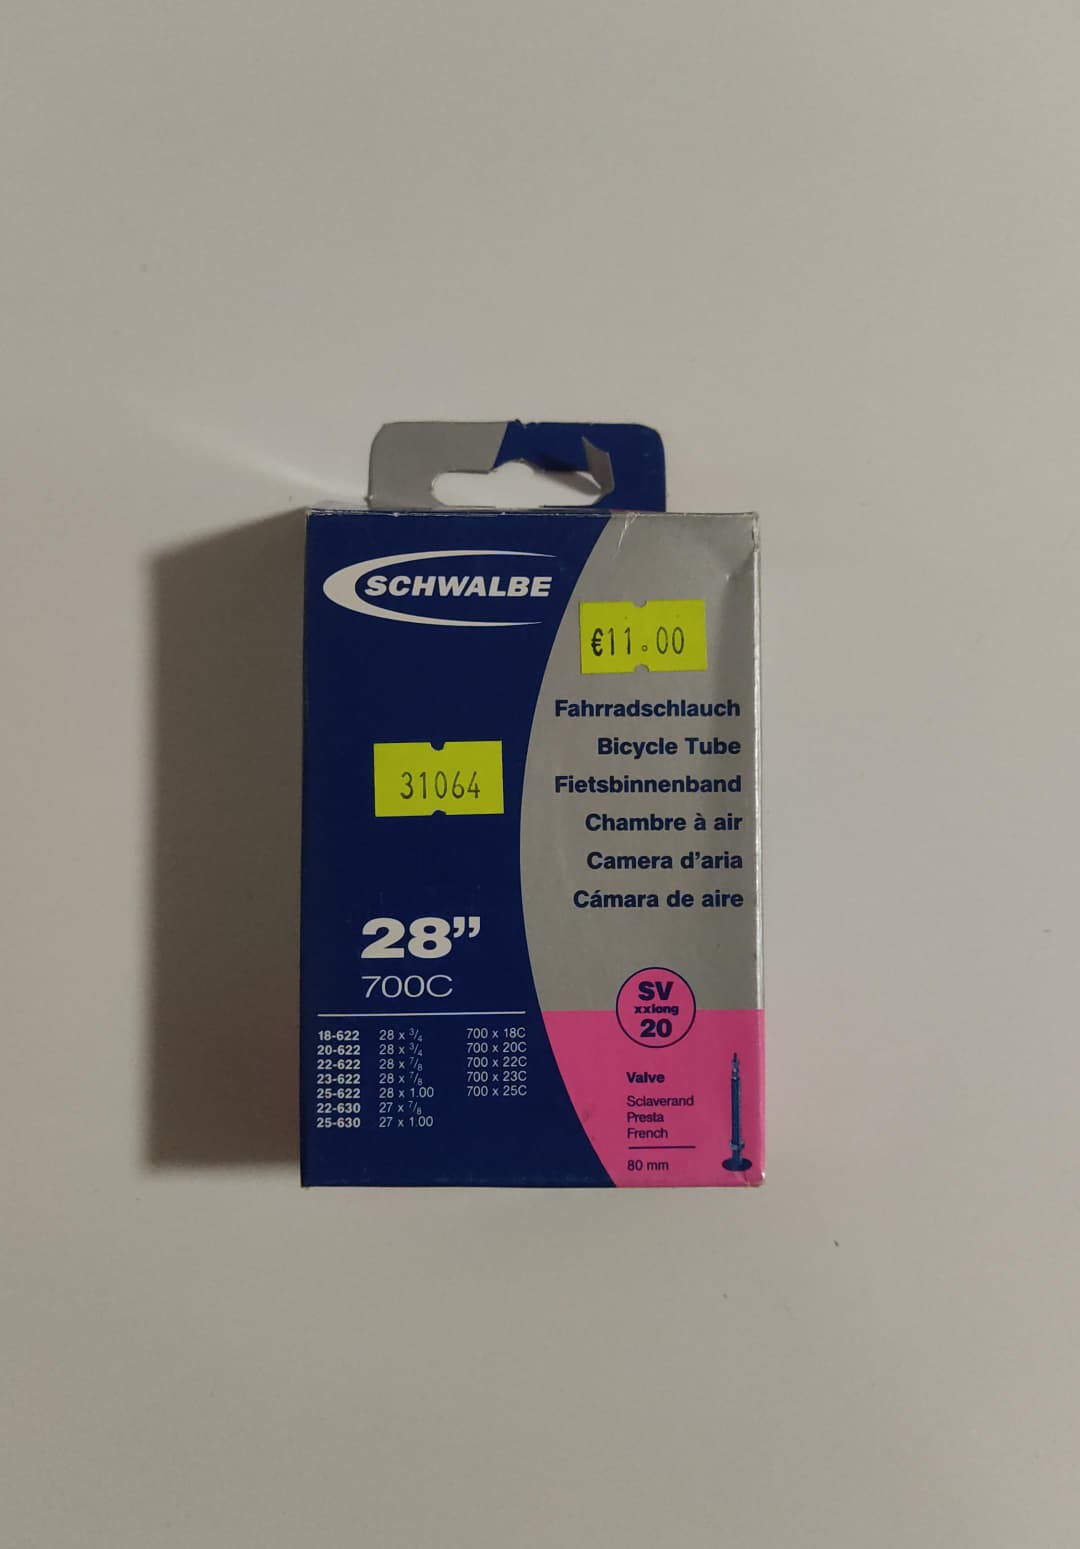 SCHWALBE
€11.00
Fahrradschlauch
Bicycle Tube
Fietsbinnenband
Chambre à air
Camera d'aria
Cámara de aire
31064
28”
700C
18-622 28 x 3/4 700 x 18C
20-622 28 x 3/4 700 x 20C
22-622 28 x 7/8 700 x 22C
23-622 28 x 7/8 700 x 23C
25-622 28 x 1.00 700 x 25C
22-630 27 x 7/8
25-630 27 x 1.00
SV
xxlong
20
Valve
Sclaverand
Presta
French
80 mm